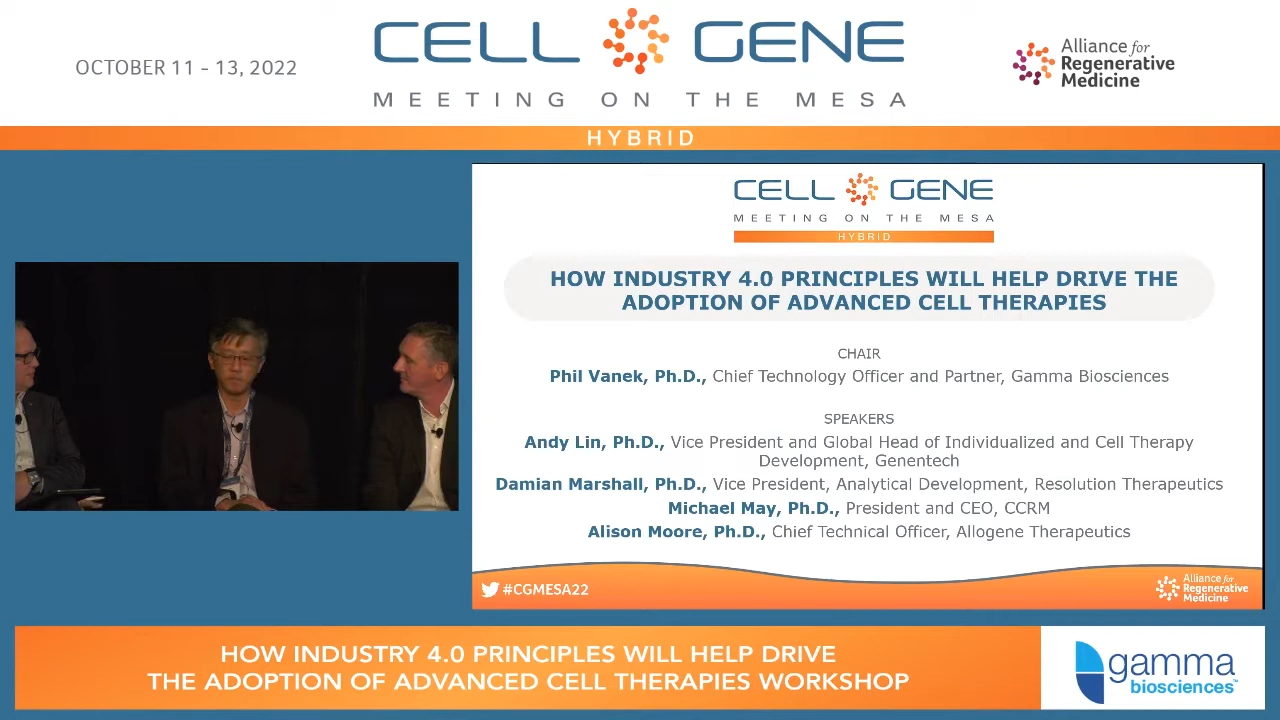 OCTOBER 11 - 13, 2022
CELL GENE
MEETING ON THE MESA
Alliance for
Regenerative
Medicine
HYBRID
CELL GENE
MEETING ON THE MESA
HYBRID
HOW INDUSTRY 4.0 PRINCIPLES WILL HELP DRIVE THE
ADOPTION OF ADVANCED CELL THERAPIES
CHAIR
Phil Vanek, Ph.D., Chief Technology Officer and Partner, Gamma Biosciences
SPEAKERS
Andy Lin, Ph.D., Vice President and Global Head of Individualized and Cell Therapy
Development, Genentech
Damian Marshall, Ph.D., Vice President, Analytical Development, Resolution Therapeutics
Michael May, Ph.D., President and CEO, CCRM
Alison Moore, Ph.D., Chief Technical Officer, Allogene Therapeutics
#CGMESA22
Alliance for
Regenerative
Medicine
HOW INDUSTRY 4.0 PRINCIPLES WILL HELP DRIVE
THE ADOPTION OF ADVANCED CELL THERAPIES WORKSHOP
gamma
biosciences™